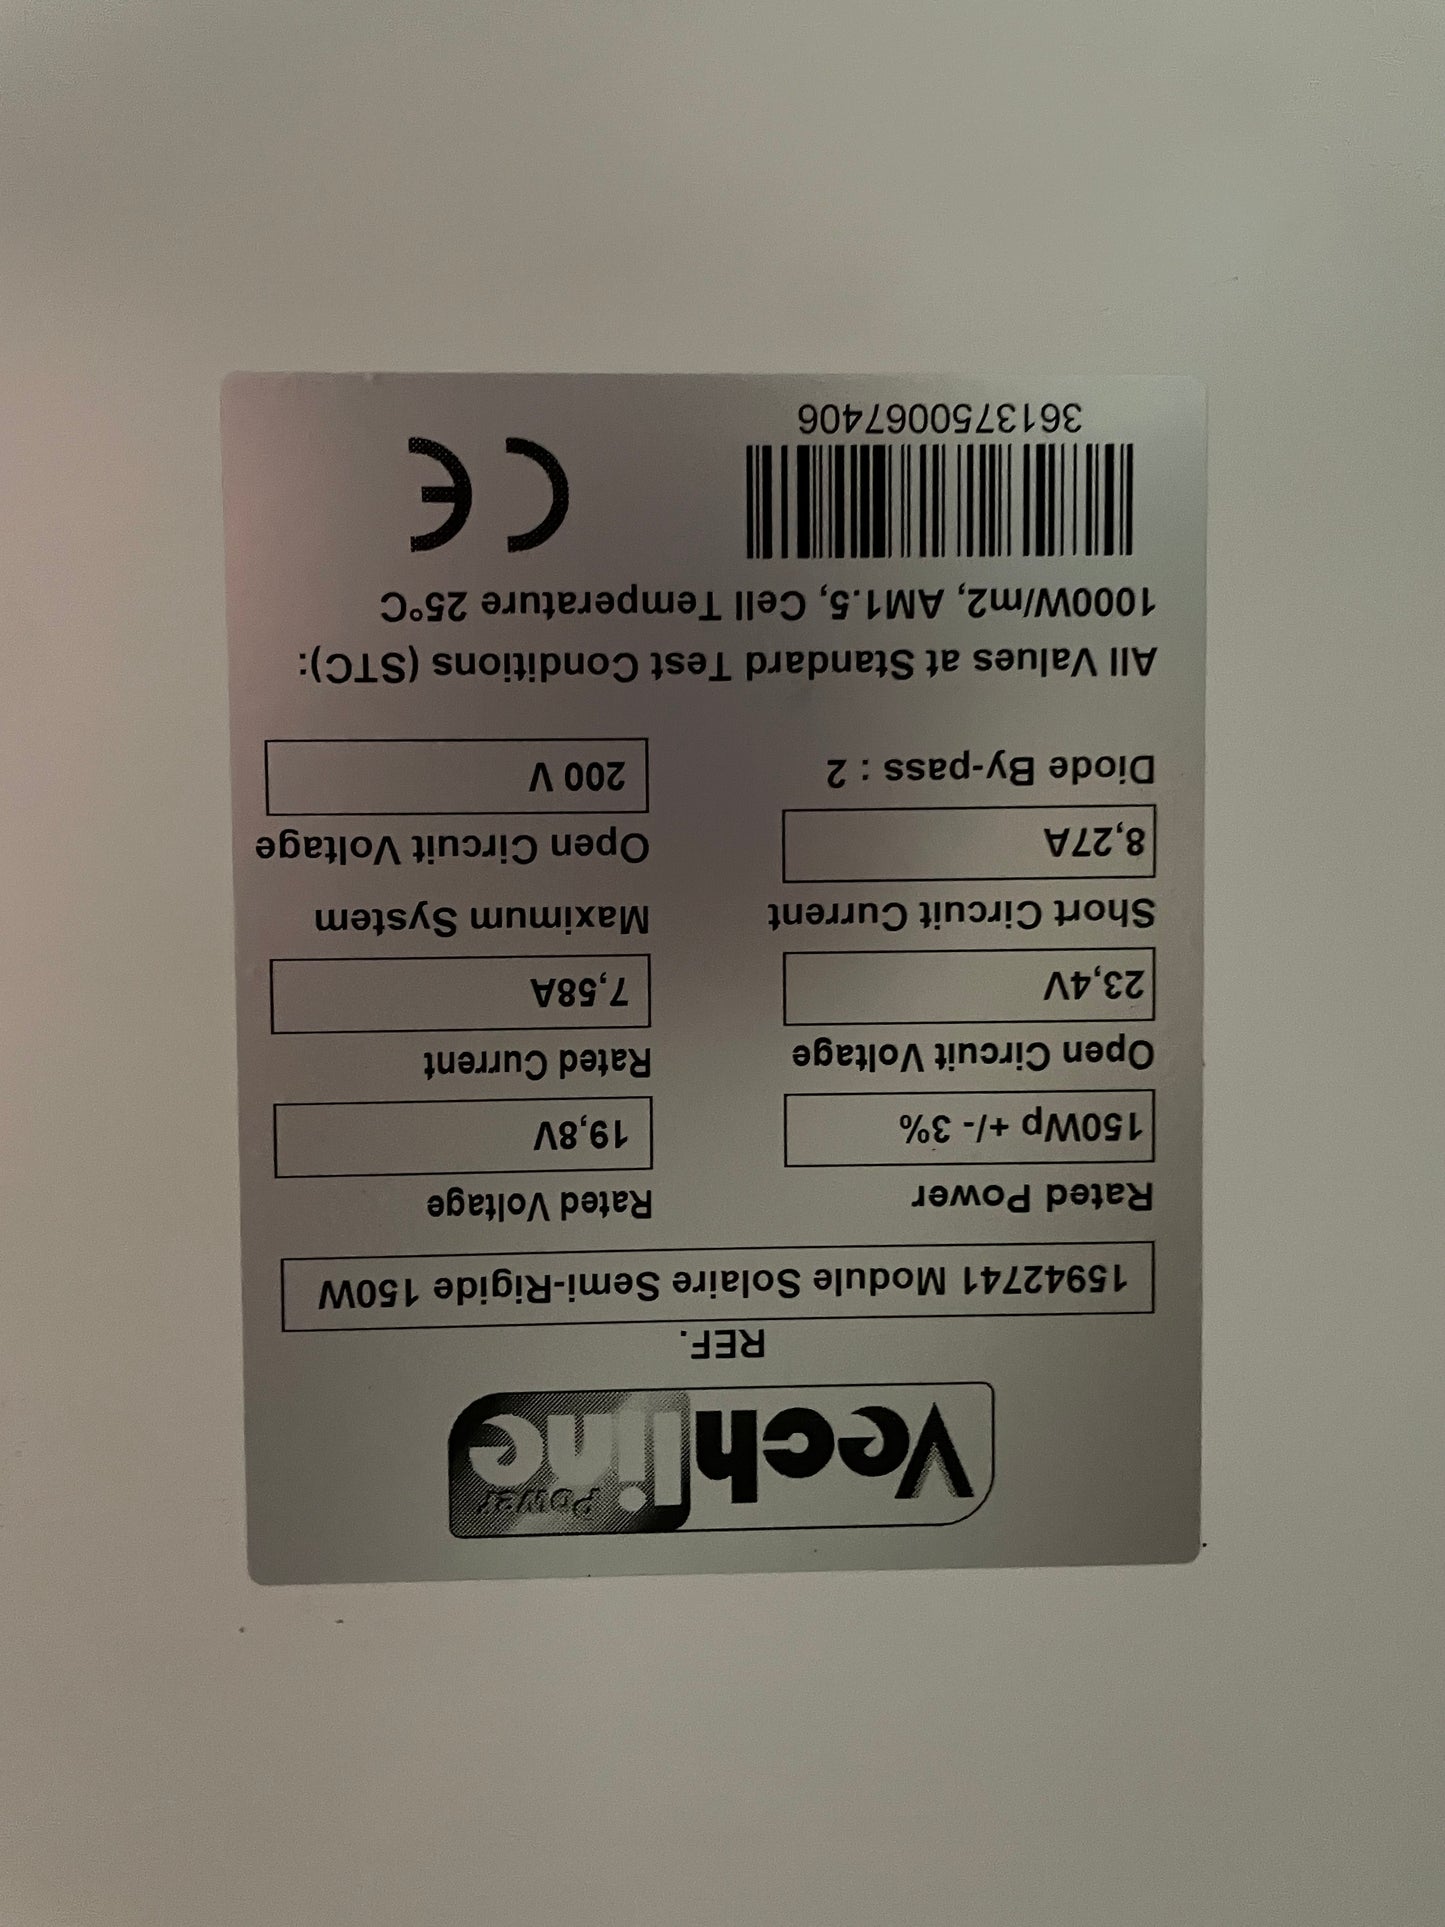 Vechline
Power
REF.
15942741 Module Solaire Semi-Rigide 150W
Rated Power
150Wp +/- 3%
Rated Voltage
19,8V
Open Circuit Voltage
23,4V
Rated Current
7,58A
Short Circuit Current
8,27A
Maximum System
Open Circuit Voltage
200 V
Diode By-pass : 2
All Values at Standard Test Conditions (STC):
1000W/m2, AM1.5, Cell Temperature 25°C
3613750067406
CE